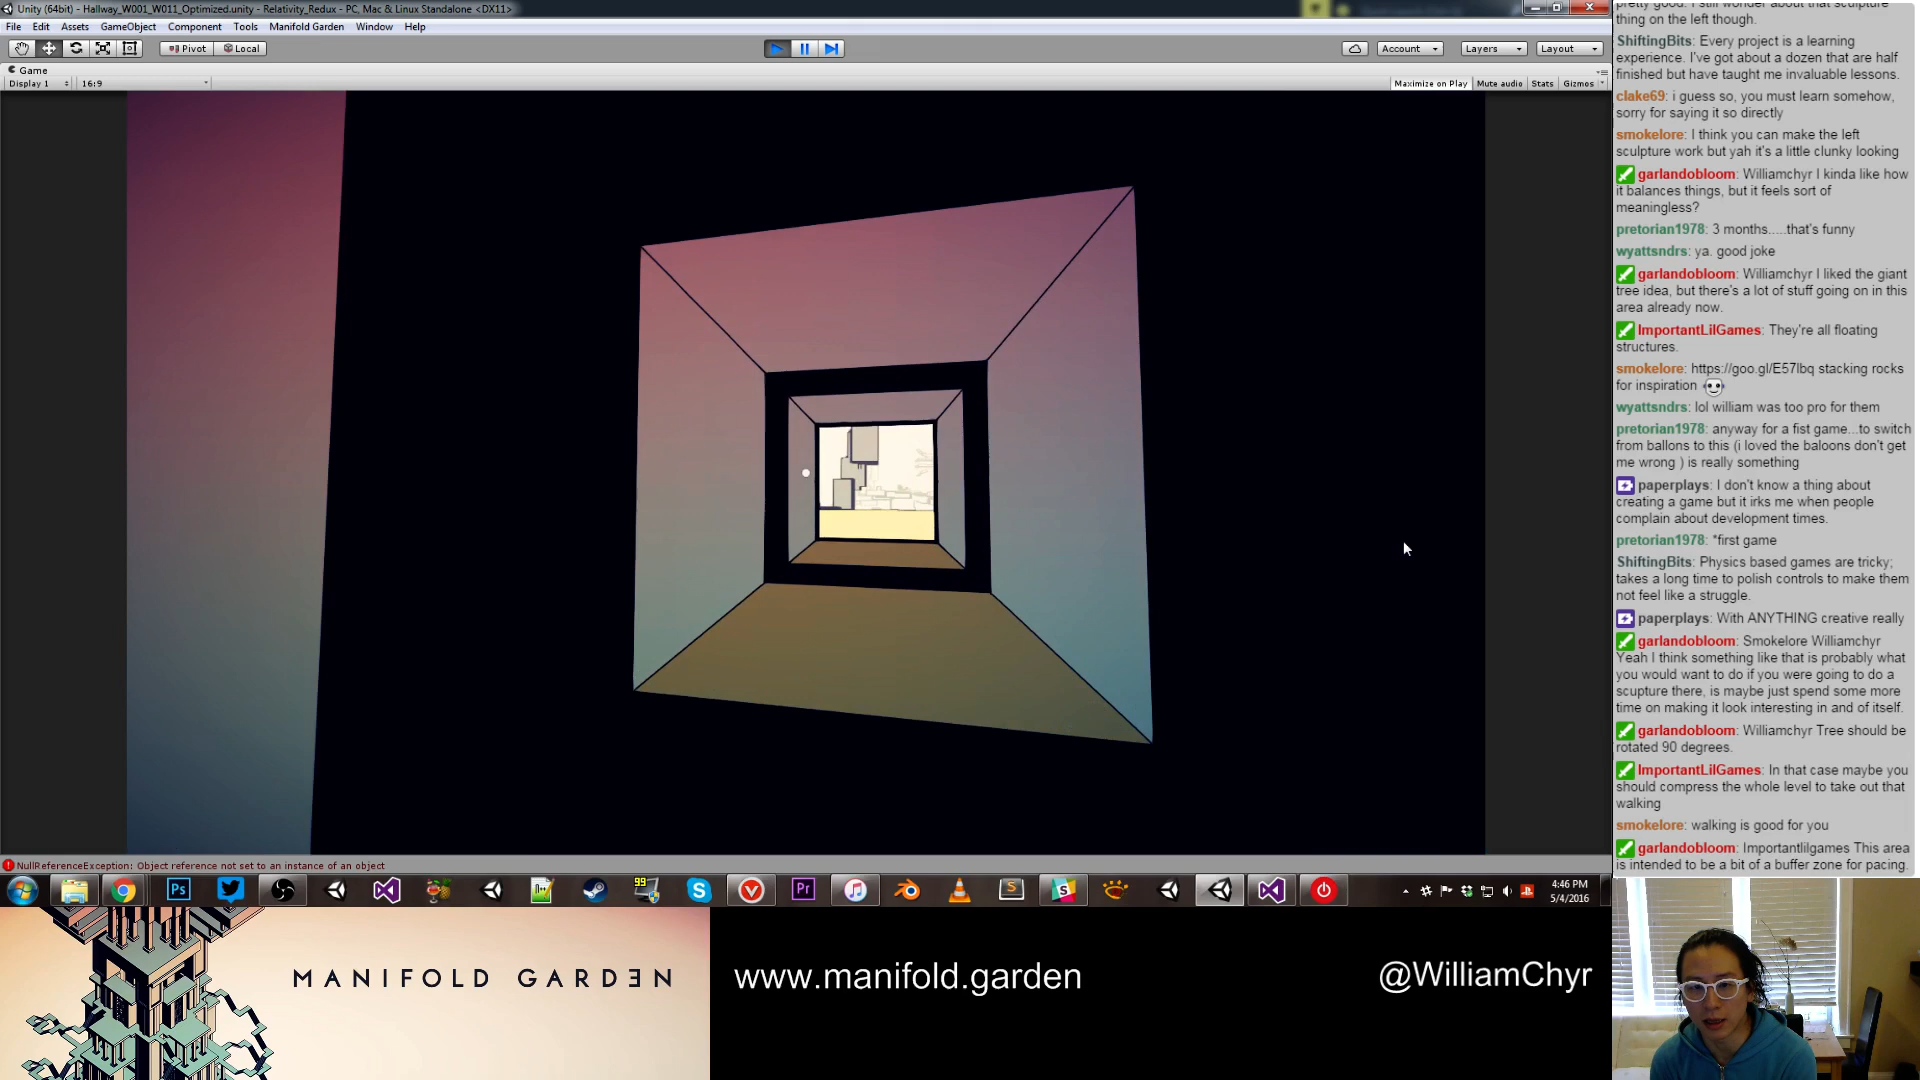 Unity (64bit) - Hallway_W001_W011_Optimized.unity - Relativity_Redux - PC, Mac & Linux Standalone <DX11>
File Edit Assets GameObject Component Tools Manifold Garden Window Help
Pivot Local Account Layers Layout
Game
Display 1 16:9 Maximize on Play Mute audio Stats Gizmos
pretty good. I still wonder about that sculpture
thing on the left though.
ShiftingBits: Every project is a learning
experience. I've got about a dozen that are half
finished but have taught me invaluable lessons.
clake69: i guess so, you must learn somehow,
sorry for saying it so directly
smokelore: I think you can make the left
sculpture work but yah it's a little clunky looking
garlandobloom: Williamchyr I kinda like how
it balances things, but it feels sort of
meaningless?
pretorian1978: 3 months.....that's funny
wyattsndrs: ya. good joke
garlandobloom: Williamchyr I liked the giant
tree idea, but there's a lot of stuff going on in this
area already now.
ImportantLilGames: They're all floating
structures.
smokelore: https://goo.gl/E57lbq stacking rocks
for inspiration
wyattsndrs: lol william was too pro for them
pretorian1978: anyway for a fist game...to switch
from ballons to this (i loved the baloons don't get
me wrong ) is really something
paperplays: I don't know a thing about
creating a game but it irks me when people
complain about development times.
pretorian1978: *first game
ShiftingBits: Physics based games are tricky;
takes a long time to polish controls to make them
not feel like a struggle.
paperplays: With ANYTHING creative really
garlandobloom: Smokelore Williamchyr
Yeah I think something like that is probably what
you would want to do if you were going to do a
scupture there, is maybe just spend some more
time on making it look interesting in and of itself.
garlandobloom: Williamchyr Tree should be
rotated 90 degrees.
ImportantLilGames: In that case maybe you
should compress the whole level to take out that
walking
smokelore: walking is good for you
garlandobloom: Importantlilgames This area
is intended to be a bit of a buffer zone for pacing.
NullReferenceException: Object reference not set to an instance of an object
Ps 99 S V Pr S
4:46 PM
5/4/2016
MANIFOLD GARDƎN
www.manifold.garden
@WilliamChyr